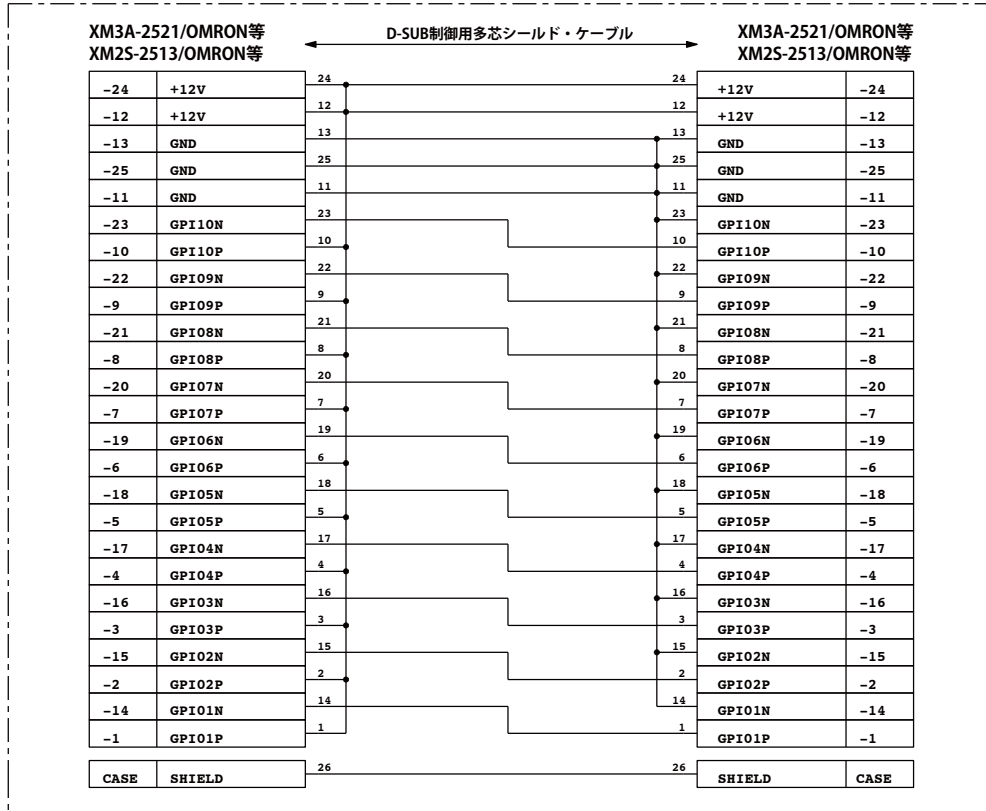 XM3A-2521/OMRON等 D-SUB制御用多芯シールド・ケーブル XM3A-2521/OMRON等
XM2S-2513/OMRON等 XM2S-2513/OMRON等
-24 +12V 24 24 +12V -24
-12 +12V 12 12 +12V -12
-13 GND 13 13 GND -13
-25 GND 25 25 GND -25
-11 GND 11 11 GND -11
-23 GPI10N 23 23 GPI10N -23
-10 GPI10P 10 10 GPI10P -10
-22 GPI09N 22 22 GPI09N -22
-9 GPI09P 9 9 GPI09P -9
-21 GPI08N 21 21 GPI08N -21
-8 GPI08P 8 8 GPI08P -8
-20 GPI07N 20 20 GPI07N -20
-7 GPI07P 7 7 GPI07P -7
-19 GPI06N 19 19 GPI06N -19
-6 GPI06P 6 6 GPI06P -6
-18 GPI05N 18 18 GPI05N -18
-5 GPI05P 5 5 GPI05P -5
-17 GPI04N 17 17 GPI04N -17
-4 GPI04P 4 4 GPI04P -4
-16 GPI03N 16 16 GPI03N -16
-3 GPI03P 3 3 GPI03P -3
-15 GPI02N 15 15 GPI02N -15
-2 GPI02P 2 2 GPI02P -2
-14 GPI01N 14 14 GPI01N -14
-1 GPI01P 1 1 GPI01P -1
CASE SHIELD 26 26 SHIELD CASE